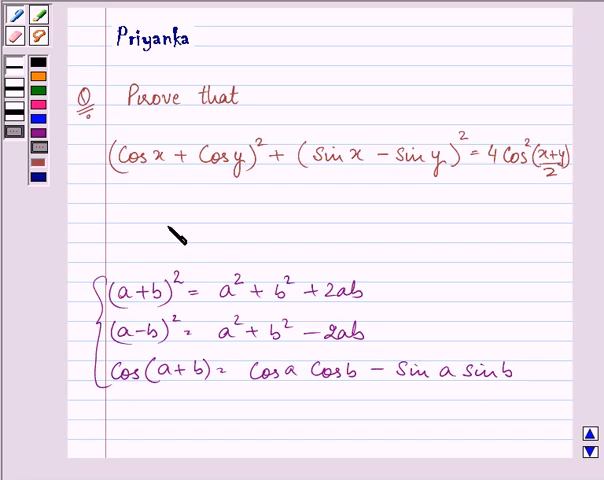 Priyanka
Q Prove that
(Cos x + Cos y)² + (Sin x - Sin y)² = 4 Cos² (x+y)/2
(a+b)² = a² + b² + 2ab
(a-b)² = a² + b² - 2ab
Cos(a+b) = Cos a Cos b - Sin a Sin b